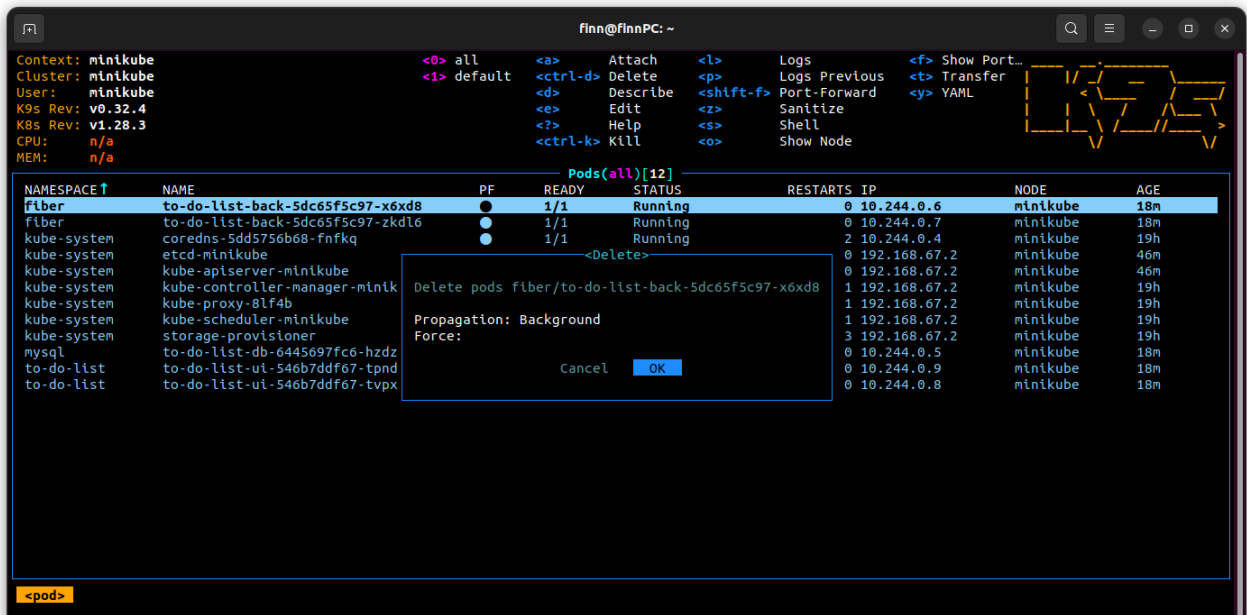 finn@finnPC: ~
Context: minikube <0> all <a> Attach <l> Logs <f> Show Port…
Cluster: minikube <1> default <ctrl-d> Delete <p> Logs Previous <t> Transfer
User: minikube <d> Describe <shift-f> Port-Forward <y> YAML
K9s Rev: v0.32.4 <e> Edit <z> Sanitize
K8s Rev: v1.28.3 <?> Help <s> Shell
CPU: n/a <ctrl-k> Kill <o> Show Node
MEM: n/a
Pods(all)[12]
NAMESPACE↑ NAME PF READY STATUS RESTARTS IP NODE AGE
fiber to-do-list-back-5dc65f5c97-x6xd8 ● 1/1 Running 0 10.244.0.6 minikube 18m
fiber to-do-list-back-5dc65f5c97-zkdl6 ● 1/1 Running 0 10.244.0.7 minikube 18m
kube-system coredns-5dd5756b68-fnfkq ● 1/1 Running 2 10.244.0.4 minikube 19h
kube-system etcd-minikube <Delete> 0 192.168.67.2 minikube 46m
kube-system kube-apiserver-minikube 0 192.168.67.2 minikube 46m
kube-system kube-controller-manager-minik Delete pods fiber/to-do-list-back-5dc65f5c97-x6xd8 1 192.168.67.2 minikube 19h
kube-system kube-proxy-8lf4b 1 192.168.67.2 minikube 19h
kube-system kube-scheduler-minikube Propagation: Background 1 192.168.67.2 minikube 19h
kube-system storage-provisioner Force: 3 192.168.67.2 minikube 19h
mysql to-do-list-db-6445697fc6-hzdz 0 10.244.0.5 minikube 18m
to-do-list to-do-list-ui-546b7ddf67-tpnd Cancel OK 0 10.244.0.9 minikube 18m
to-do-list to-do-list-ui-546b7ddf67-tvpx 0 10.244.0.8 minikube 18m
<pod>